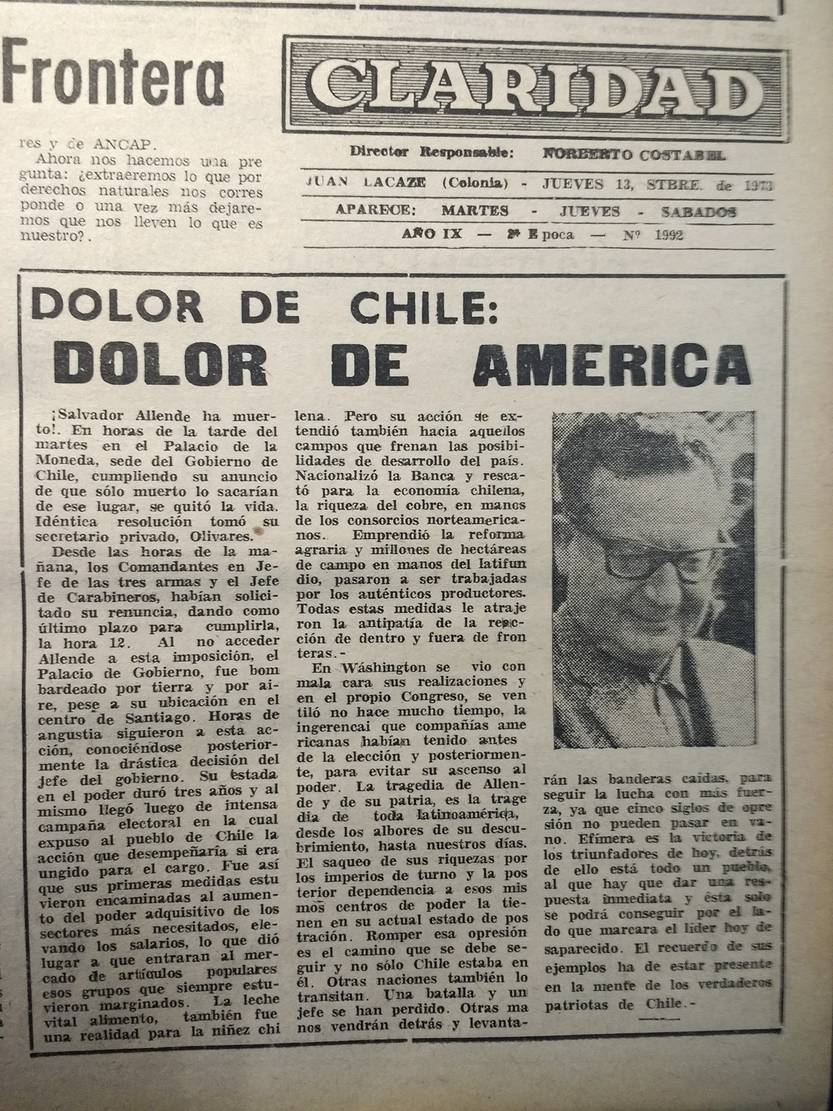 Frontera
res y de ANCAP.
Ahora nos hacemos una pre
gunta: ¿extraeremos lo que por
derechos naturales nos corres
ponde o una vez más dejare-
mos que nos lleven lo que es
nuestro?.
CLARIDAD
Director Responsable: NORBERTO COSTABEL
JUAN LACAZE (Colonia) - JUEVES 13, STBRE. de 1973
APARECE: MARTES - JUEVES - SABADOS
AÑO IX — 2ª Epoca — Nº 1992
DOLOR DE CHILE:
DOLOR DE AMERICA
¡Salvador Allende ha muer-
to!. En horas de la tarde del
martes en el Palacio de la
Moneda, sede del Gobierno de
Chile, cumpliendo su anuncio
de que sólo muerto lo sacarían
de ese lugar, se quitó la vida.
Idéntica resolución tomó su
secretario privado, Olivares.
Desde las horas de la ma-
ñana, los Comandantes en Je-
fe de las tres armas y el Jefe
de Carabineros, habían solici-
tado su renuncia, dando como
último plazo para cumplirla,
la hora 12. Al no acceder
Allende a esta imposición, el
Palacio de Gobierno, fue bom
bardeado por tierra y por ai-
re, pese a su ubicación en el
centro de Santiago. Horas de
angustia siguieron a esta ac-
ción, conociéndose posterior-
mente la drástica decisión del
jefe del gobierno. Su estada
en el poder duró tres años y al
mismo llegó luego de intensa
campaña electoral en la cual
expuso al pueblo de Chile la
acción que desempeñaría si era
ungido para el cargo. Fue así
que sus primeras medidas estu
vieron encaminadas al aumen-
to del poder adquisitivo de los
sectores más necesitados, ele-
vando los salarios, lo que dió
lugar a que entraran al mer-
cado de artículos populares
esos grupos que siempre estu-
vieron marginados. La leche
vital alimento, también fue
una realidad para la niñez chi
lena. Pero su acción se ex-
tendió también hacia aquellos
campos que frenan las posibi-
lidades de desarrollo del país.
Nacionalizó la Banca y resca-
tó para la economía chilena,
la riqueza del cobre, en manos
de los consorcios norteamerica-
nos. Emprendió la reforma
agraria y millones de hectáreas
de campo en manos del latifun
dio, pasaron a ser trabajadas
por los auténticos productores.
Todas estas medidas le atraje
ron la antipatía de la reac-
ción de dentro y fuera de fron
teras.-
En Wáshington se vio con
mala cara sus realizaciones y
en el propio Congreso, se ven
tiló no hace mucho tiempo, la
ingerencai que compañías ame
ricanas habían tenido antes
de la elección y posteriormen-
te, para evitar su ascenso al
poder. La tragedia de Allen-
de y de su patria, es la trage
dia de toda latinoamérica,
desde los albores de su descu-
brimiento, hasta nuestros días.
El saqueo de sus riquezas por
los imperios de turno y la pos
terior dependencia a esos mis
mos centros de poder la tie-
nen en su actual estado de pos
tración. Romper esa opresión
es el camino que se debe se-
guir y no sólo Chile estaba en
él. Otras naciones también lo
transitan. Una batalla y un
jefe se han perdido. Otras ma
nos vendrán detrás y levanta-
rán las banderas caídas, para
seguir la lucha con más fuer-
za, ya que cinco siglos de opre
sión no pueden pasar en va-
no. Efímera es la victoria de
los triunfadores de hoy, detrás
de ello está todo un pueblo,
al que hay que dar una res-
puesta inmediata y ésta solo
se podrá conseguir por el la-
do que marcara el líder hoy de
saparecido. El recuerdo de sus
ejemplos ha de estar presente
en la mente de los verdaderos
patriotas de Chile.-